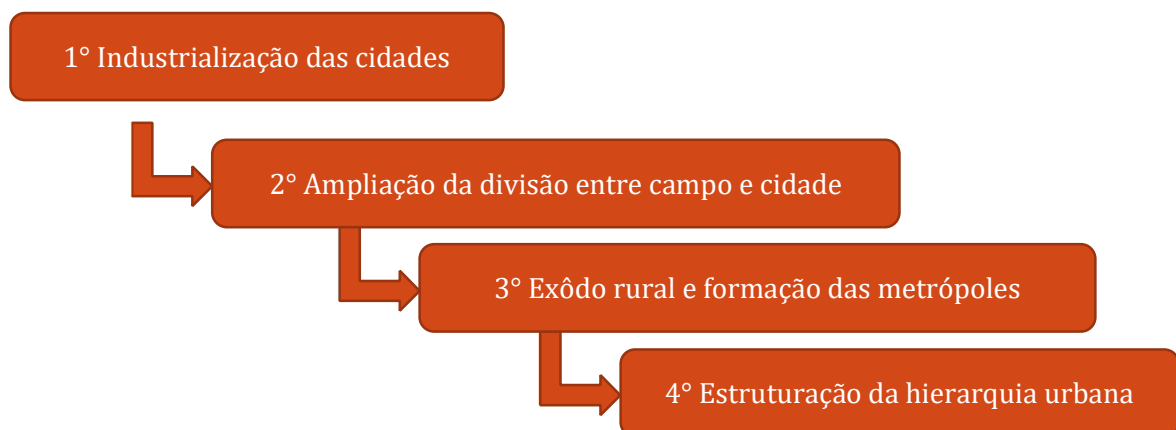 1° Industrialização das cidades
2° Ampliação da divisão entre campo e cidade
3° Exôdo rural e formação das metrópoles
4° Estruturação da hierarquia urbana